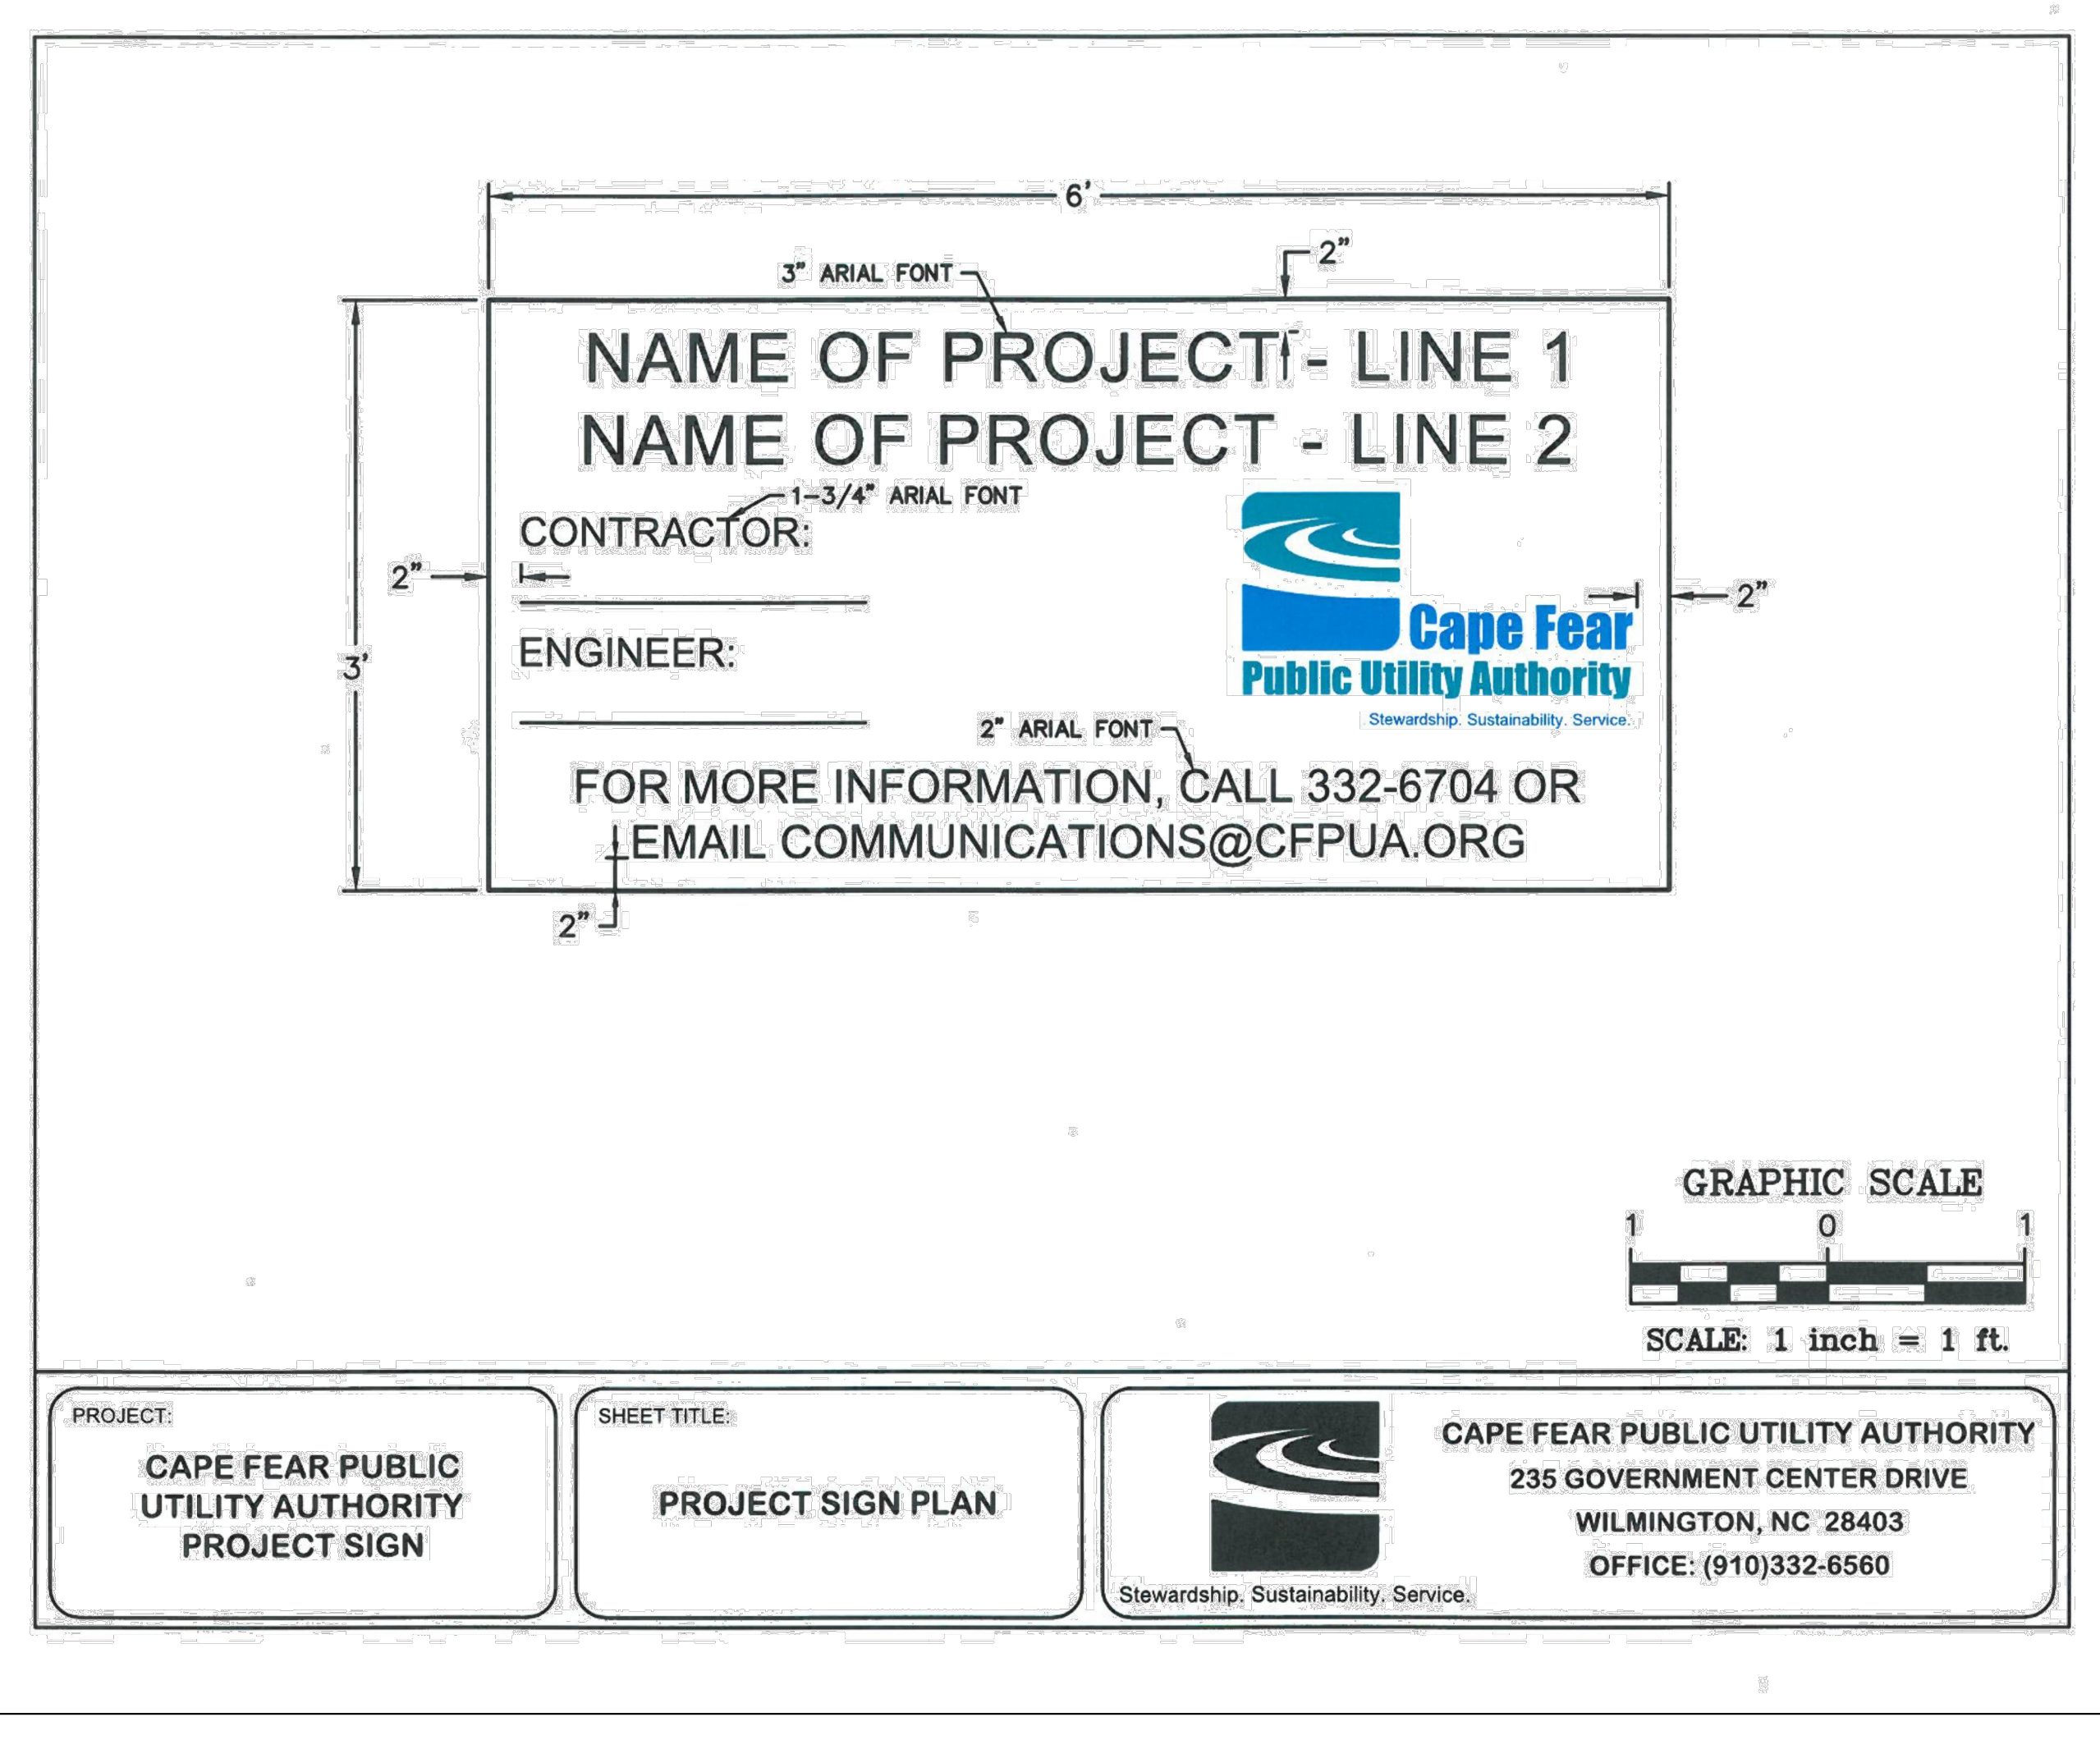 6'
2"
3" ARIAL FONT
NAME OF PROJECT - LINE 1
NAME OF PROJECT - LINE 2
1-3/4" ARIAL FONT
CONTRACTOR:
2"
2"
Cape Fear
ENGINEER:
3'
Public Utility Authority
Stewardship. Sustainability. Service.
2" ARIAL FONT
FOR MORE INFORMATION, CALL 332-6704 OR
EMAIL COMMUNICATIONS@CFPUA.ORG
2"
GRAPHIC SCALE
1 0 1
SCALE: 1 inch = 1 ft.
PROJECT:
CAPE FEAR PUBLIC
UTILITY AUTHORITY
PROJECT SIGN
SHEET TITLE:
PROJECT SIGN PLAN
Stewardship. Sustainability. Service.
CAPE FEAR PUBLIC UTILITY AUTHORITY
235 GOVERNMENT CENTER DRIVE
WILMINGTON, NC 28403
OFFICE: (910)332-6560